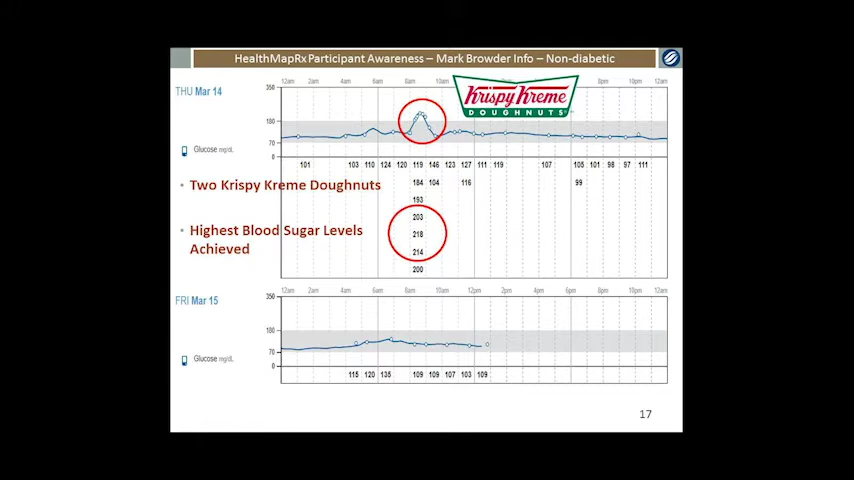 HealthMapRx Participant Awareness – Mark Browder Info – Non-diabetic
12am 2am 4am 6am 8am 10am 2pm 4pm 6pm 8pm 10pm 12am
THU Mar 14
350
Krispy Kreme
DOUGHNUTS
180
70
Glucose mg/dL
0
101 103 110 124 120 119 146 123 127 111 119 107 105 101 98 97 111
• Two Krispy Kreme Doughnuts
184 104 116 99
193
203
• Highest Blood Sugar Levels
218
Achieved
214
200
12am 2am 4am 6am 8am 10am 12pm 2pm 4pm 6pm 8pm 10pm 12am
FRI Mar 15
350
180
70
Glucose mg/dL
0
115 120 135 109 109 107 103 109
17